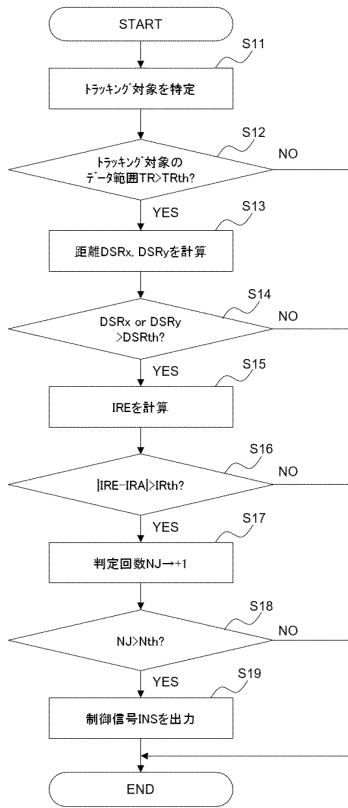 START
S11
トラッキング対象を特定
S12
トラッキング対象の
データ範囲TR>TRth?
NO
YES
S13
距離DSRx, DSRyを計算
S14
DSRx or DSRy
>DSRth?
NO
YES
S15
IREを計算
S16
|IRE−IRA|>IRth?
NO
YES
S17
判定回数NJ→+1
S18
NJ>Nth?
NO
YES
S19
制御信号INSを出力
END